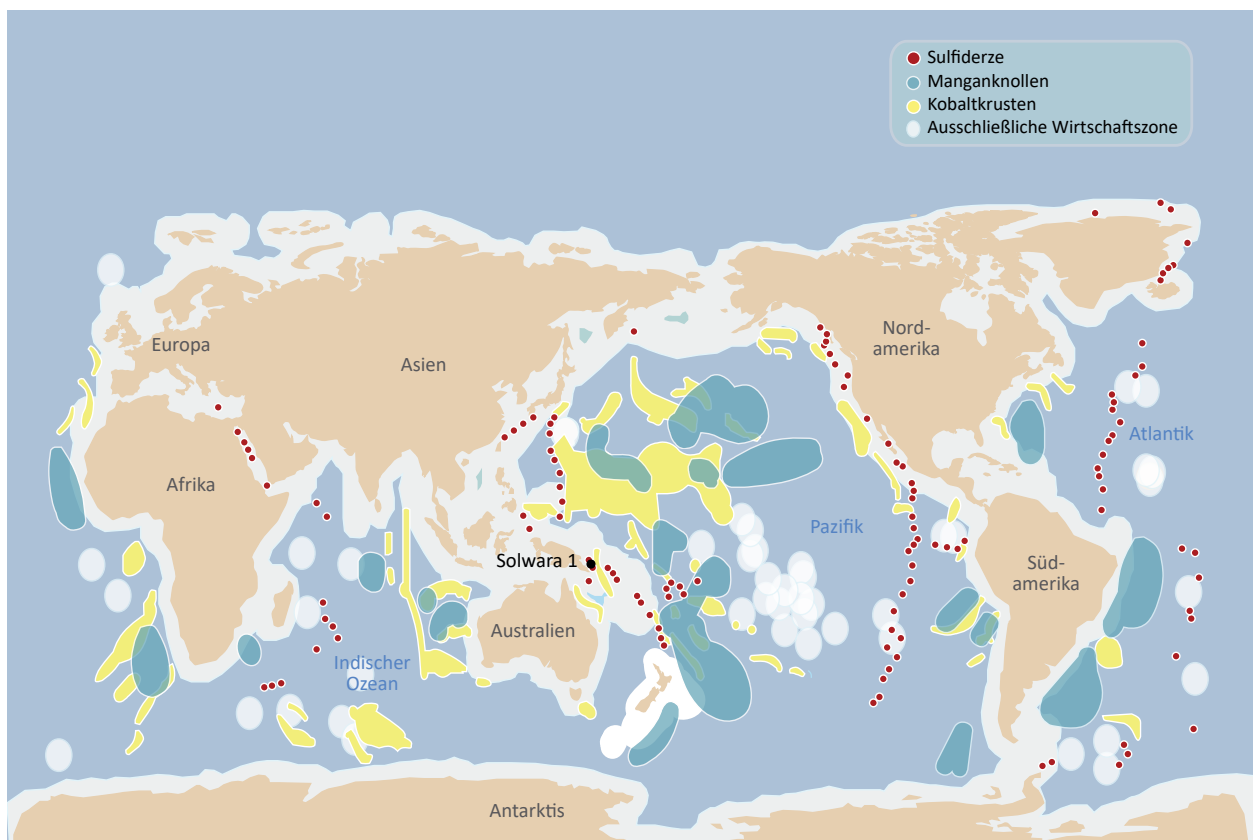 Sulfiderze
Manganknollen
Kobaltkrusten
Ausschließliche Wirtschaftszone
Europa
Asien
Nord-
amerika
Afrika
Atlantik
Pazifik
Solwara 1
Süd-
amerika
Australien
Indischer
Ozean
Antarktis